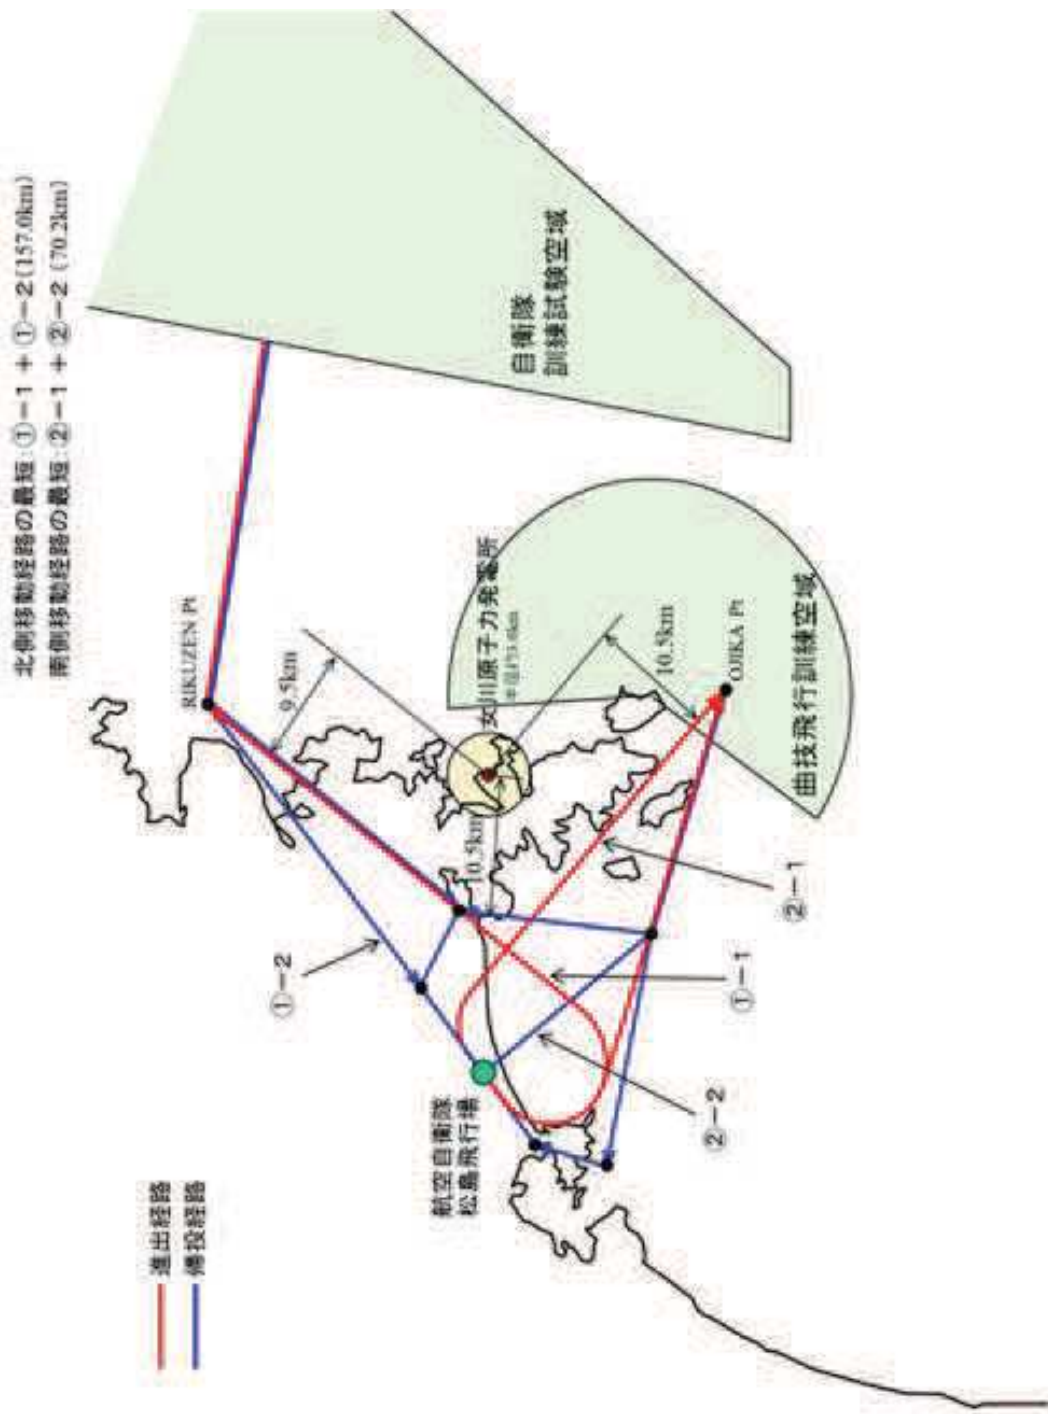 北側移動経路の最短:①-1 + ①-2(157.0km)
南側移動経路の最短:②-1 + ②-2 (70.2km)
進出経路
帰投経路
RIKUZEN Pt
9.5km
①-2
航空自衛隊
松島飛行場
10.5km
女川原子力発電所
10.5km
OJIKA Pt
①-1
②-1
②-2
曲技飛行訓練空域
自衛隊
訓練試験空域